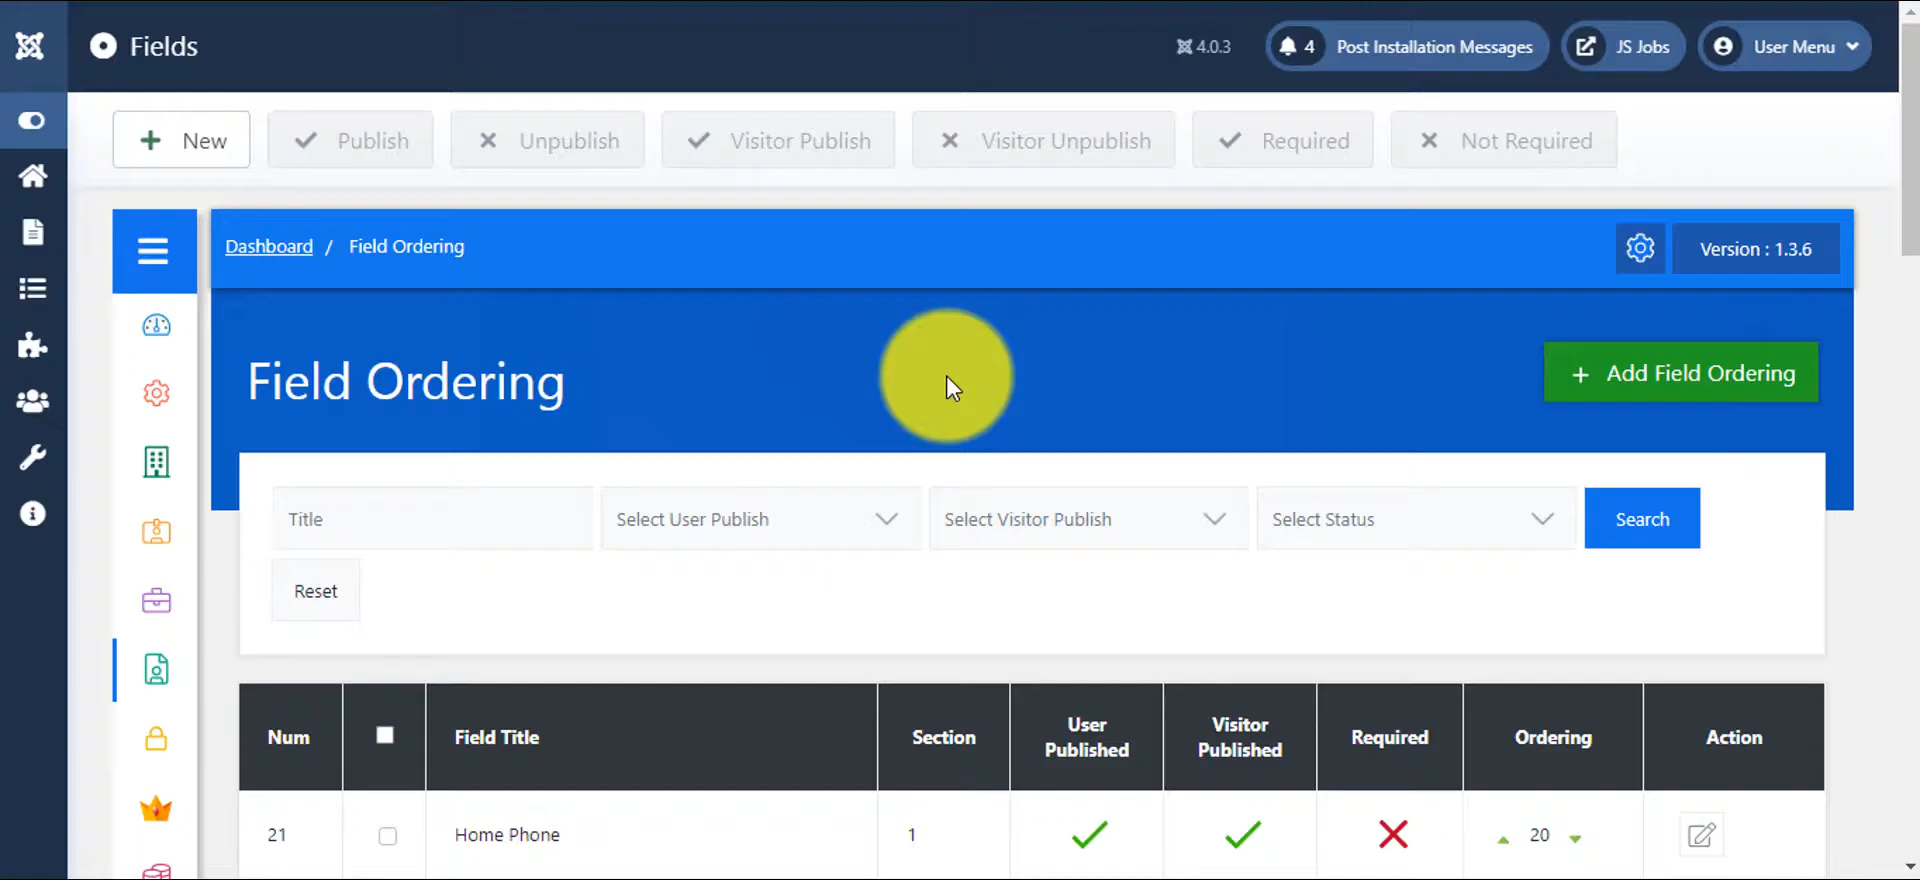 Fields
4.0.3
4
Post Installation Messages
JS Jobs
User Menu
New
Publish
Unpublish
Visitor Publish
Visitor Unpublish
Required
Not Required
Dashboard / Field Ordering
Version : 1.3.6
Field Ordering
+ Add Field Ordering
Title
Select User Publish
Select Visitor Publish
Select Status
Search
Reset
Num
Field Title
Section
User
Published
Visitor
Published
Required
Ordering
Action
21
Home Phone
1
20